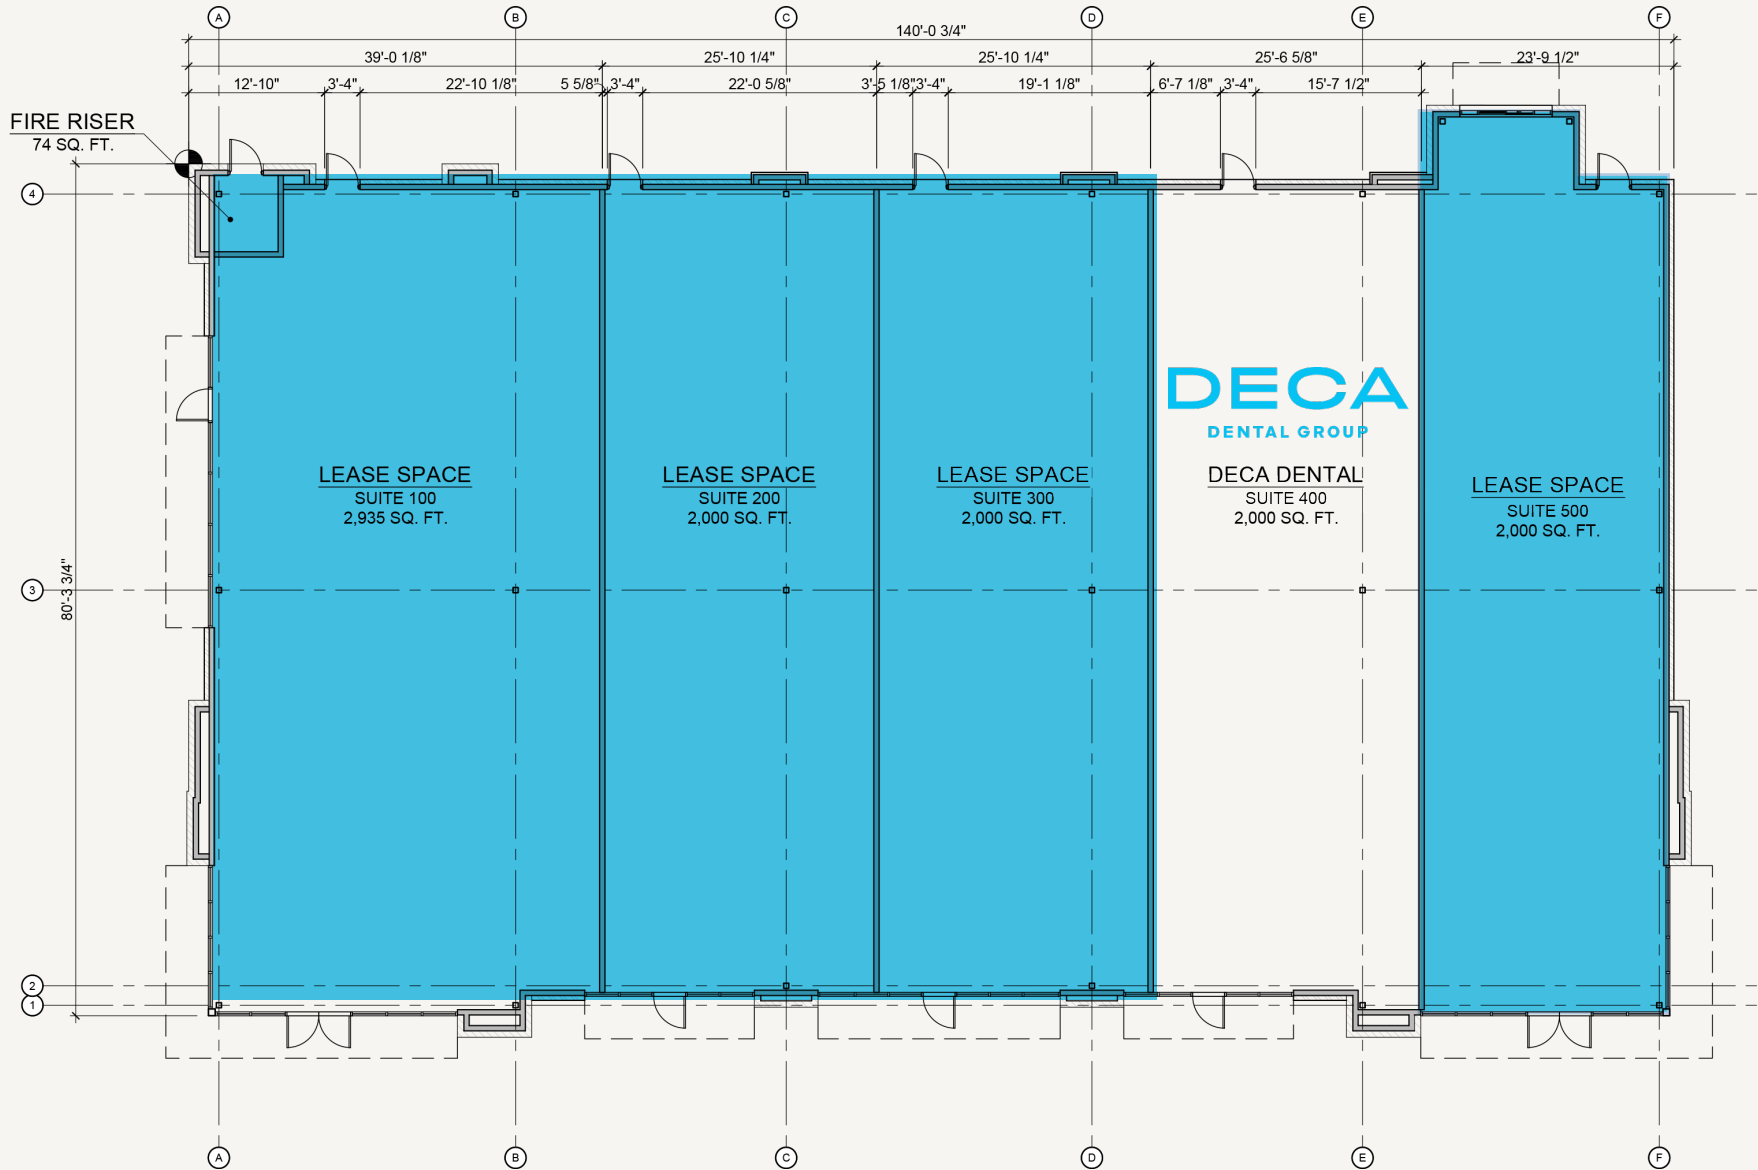 A B C D E F
140'-0 3/4"
39'-0 1/8" 25'-10 1/4" 25'-10 1/4" 25'-6 5/8" 23'-9 1/2"
12'-10" 3'-4" 22'-10 1/8" 5 5/8" 3'-4" 22'-0 5/8" 3'-5 1/8" 3'-4" 19'-1 1/8" 6'-7 1/8" 3'-4" 15'-7 1/2"
FIRE RISER
74 SQ. FT.
4
DECA
DENTAL GROUP
LEASE SPACE
SUITE 100
2,935 SQ. FT.
LEASE SPACE
SUITE 200
2,000 SQ. FT.
LEASE SPACE
SUITE 300
2,000 SQ. FT.
DECA DENTAL
SUITE 400
2,000 SQ. FT.
LEASE SPACE
SUITE 500
2,000 SQ. FT.
3
80'-3 3/4"
2
1
A B C D E F